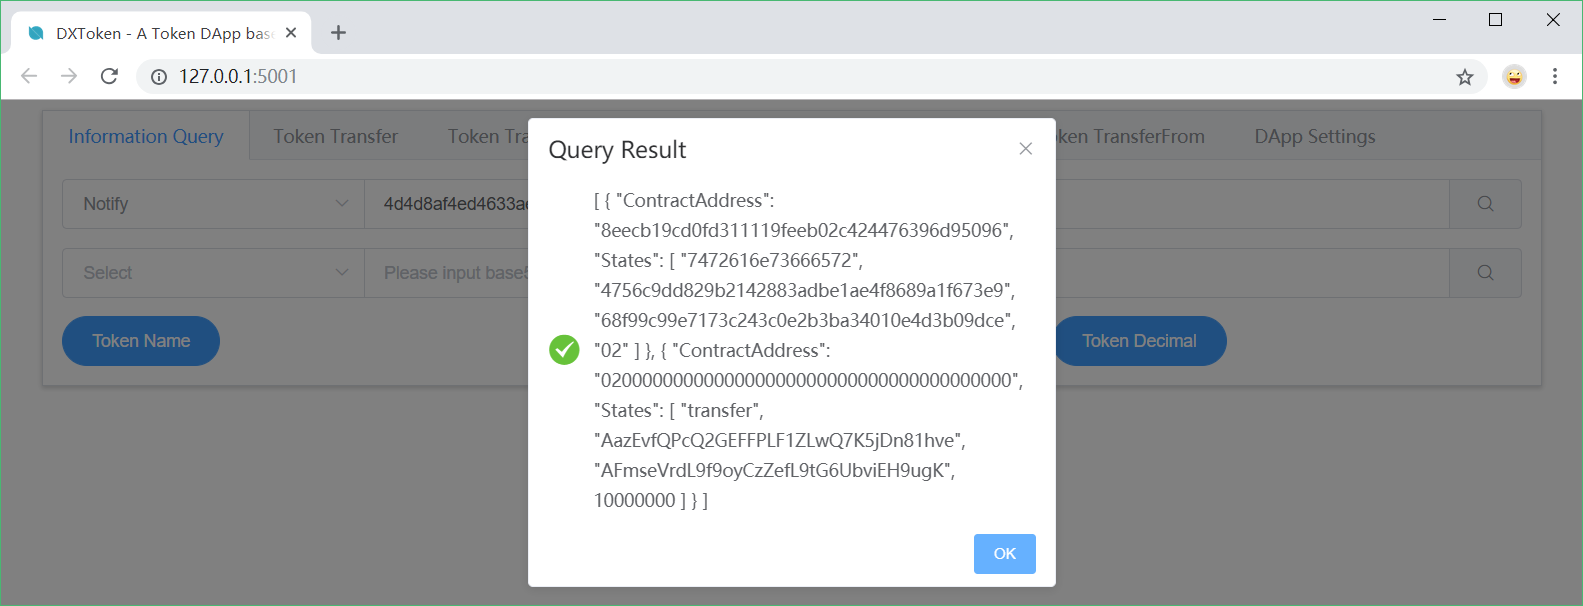 DXToken - A Token DApp bas
127.0.0.1:5001
Information Query
Token Transfer
Token Tra
ken TransferFrom
DApp Settings
Query Result
Notify
4d4d8af4ed4633ae
Select
Please input base5
Token Name
Token Decimal
[ { "ContractAddress":
"8eecb19cd0fd311119feeb02c424476396d95096",
"States": [ "7472616e73666572",
"4756c9dd829b2142883adbe1ae4f8689a1f673e9",
"68f99c99e7173c243c0e2b3ba34010e4d3b09dce",
"02" ] }, { "ContractAddress":
"0200000000000000000000000000000000000000",
"States": [ "transfer",
"AazEvfQPcQ2GEFFPLF1ZLwQ7K5jDn81hve",
"AFmseVrdL9f9oyCzZefL9tG6UbviEH9ugK",
10000000 ] } ]
OK